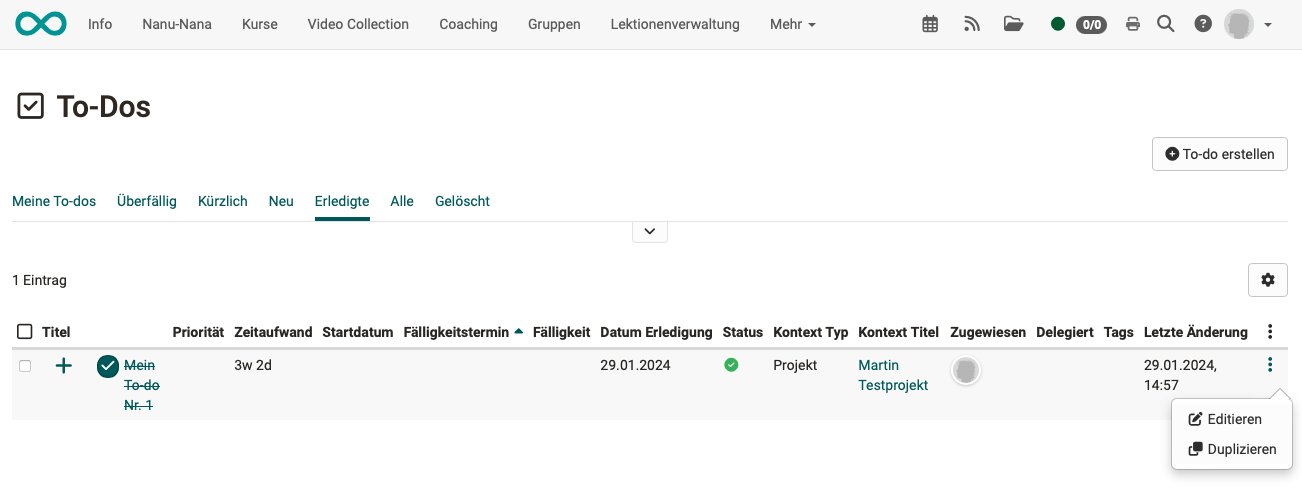 Info Nanu-Nana Kurse Video Collection Coaching Gruppen Lektionenverwaltung Mehr 0/0
To-Dos
To-do erstellen
Meine To-dos Überfällig Kürzlich Neu Erledigte Alle Gelöscht
1 Eintrag
Titel Priorität Zeitaufwand Startdatum Fälligkeitstermin Fälligkeit Datum Erledigung Status Kontext Typ Kontext Titel Zugewiesen Delegiert Tags Letzte Änderung
Mein 3w 2d 29.01.2024 Projekt Martin 29.01.2024,
To-do Testprojekt 14:57
Nr. 1
Editieren
Duplizieren